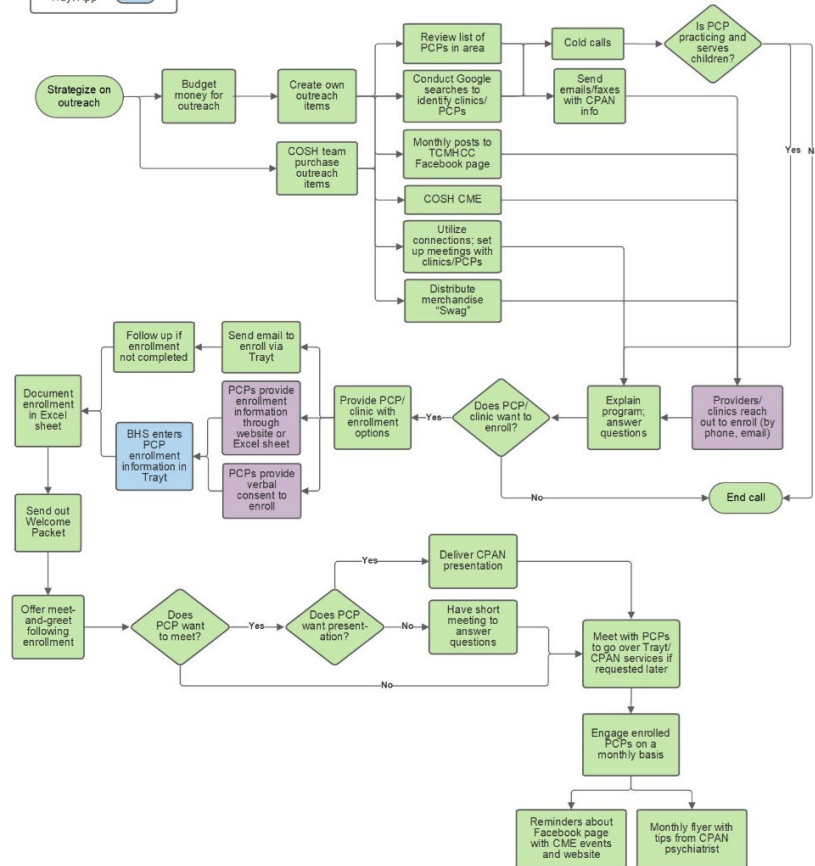 Trayt App
Is PCP
practicing and
serves
children?
Review list of
PCPs in area
Cold calls
Strategize on
outreach
Budget
money for
outreach
Create own
outreach
items
Conduct Google
searches to
identify clinics/
PCPs
Send
emails/faxes
with CPAN
info
COSH team
purchase
outreach
items
Monthly posts to
TCMHCC
Facebook page
Yes
N
COSH CME
Utilize
connections; set
up meetings with
clinics/PCPs
Distribute
merchandise
“Swag”
Follow up if
enrollment
not completed
Send email to
enroll via
Trayt
Document
enrollment
in Excel
sheet
PCPs provide
enrollment
information
through
website or
Excel sheet
Provide PCP/
clinic with
enrollment
options
Yes
Does PCP/
clinic want to
enroll?
Explain
program;
answer
questions
Providers/
clinics reach
out to enroll (by
phone, email)
BHS enters
PCP
enrollment
information in
Trayt
PCPs provide
verbal
consent to
enroll
No
End call
Send out
Welcome
Packet
Offer meet-
and-greet
following
enrollment
Does
PCP want
to meet?
Yes
Does PCP
want present-
ation?
Yes
Deliver CPAN
presentation
No
Have short
meeting to
answer
questions
No
Meet with PCPs
to go over Trayt/
CPAN services if
requested later
Engage enrolled
PCPs on a
monthly basis
Reminders about
Facebook page
with CME events
and website
Monthly flyer with
tips from CPAN
psychiatrist